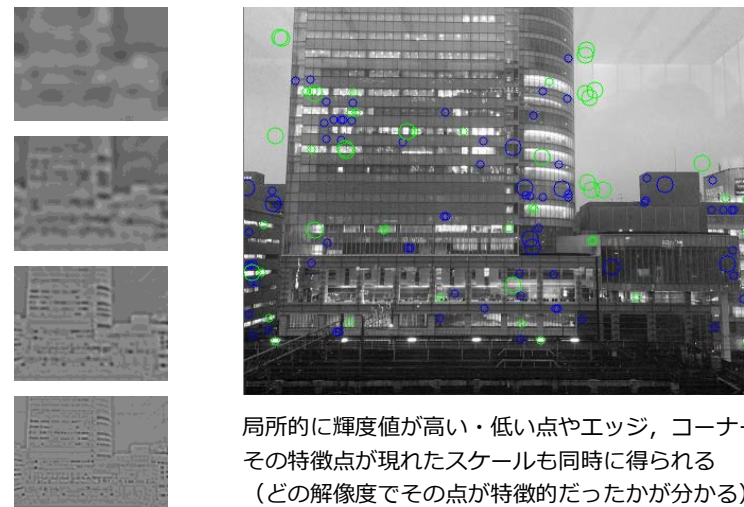 局所的に輝度値が高い・低い点やエッジ，コーナー
その特徴点が現れたスケールも同時に得られる
（どの解像度でその点が特徴的だったかが分かる）